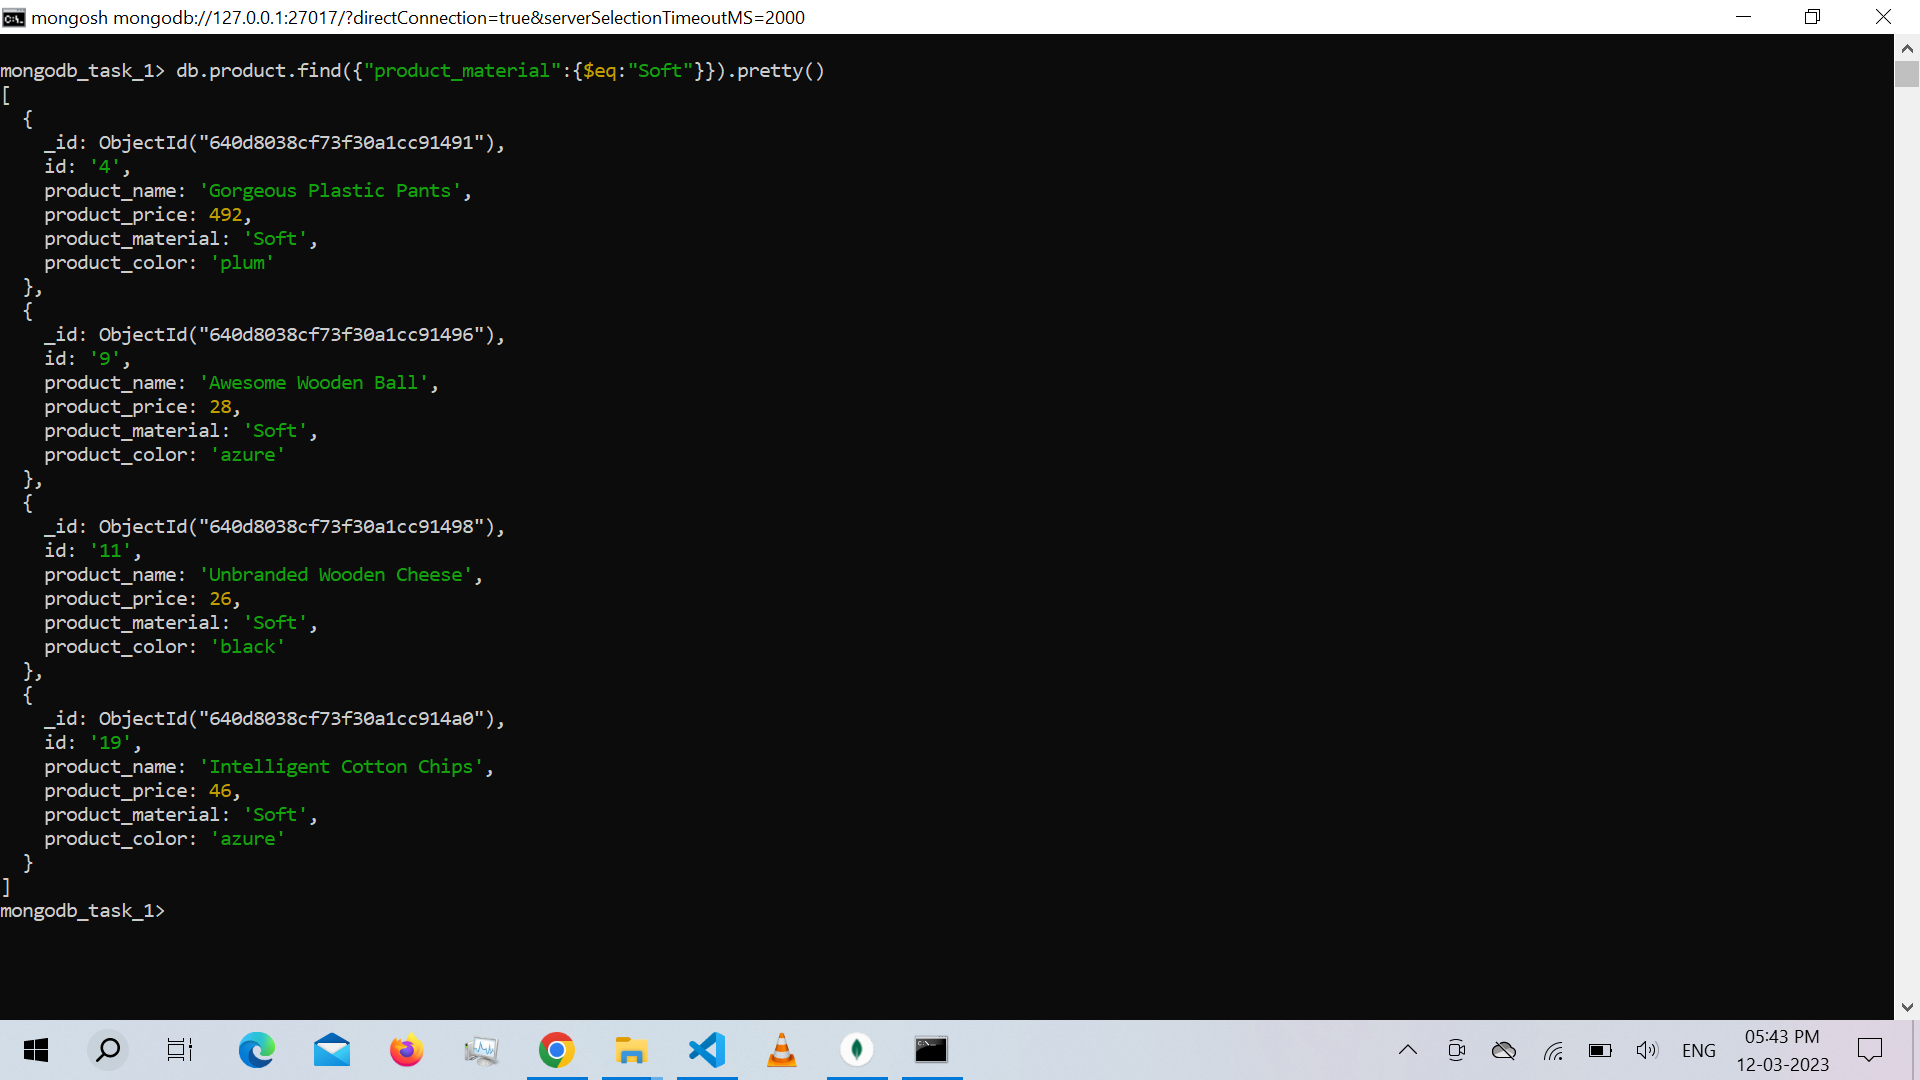 mongosh mongodb://127.0.0.1:27017/?directConnection=true&serverSelectionTimeoutMS=2000
mongodb_task_1> db.product.find({"product_material":{$eq:"Soft"}}).pretty()
[
  {
    _id: ObjectId("640d8038cf73f30a1cc91491"),
    id: '4',
    product_name: 'Gorgeous Plastic Pants',
    product_price: 492,
    product_material: 'Soft',
    product_color: 'plum'
  },
  {
    _id: ObjectId("640d8038cf73f30a1cc91496"),
    id: '9',
    product_name: 'Awesome Wooden Ball',
    product_price: 28,
    product_material: 'Soft',
    product_color: 'azure'
  },
  {
    _id: ObjectId("640d8038cf73f30a1cc91498"),
    id: '11',
    product_name: 'Unbranded Wooden Cheese',
    product_price: 26,
    product_material: 'Soft',
    product_color: 'black'
  },
  {
    _id: ObjectId("640d8038cf73f30a1cc914a0"),
    id: '19',
    product_name: 'Intelligent Cotton Chips',
    product_price: 46,
    product_material: 'Soft',
    product_color: 'azure'
  }
]
mongodb_task_1>
ENG
05:43 PM
12-03-2023